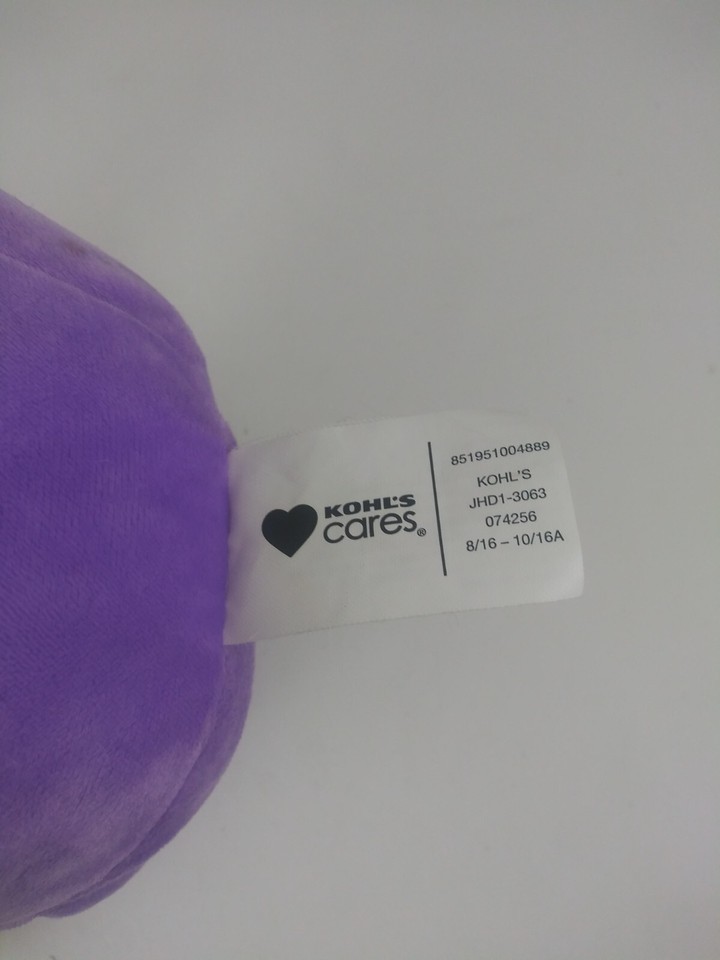 KOHL'S
cares®
851951004889
KOHL'S
JHD1-3063
074256
8/16 – 10/16A